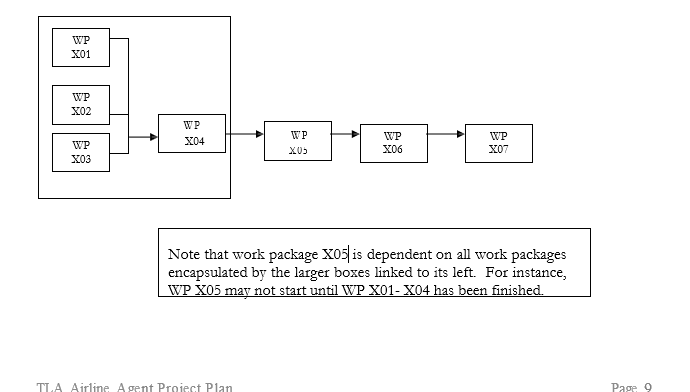 WP
X01
WP
X02
WP
X03
WP
X04
WP
X05
WP
X06
WP
X07
Note that work package X05 is dependent on all work packages
encapsulated by the larger boxes linked to its left. For instance,
WP X05 may not start until WP X01- X04 has been finished.
TLA Airline Agent Project Plan
Page 9